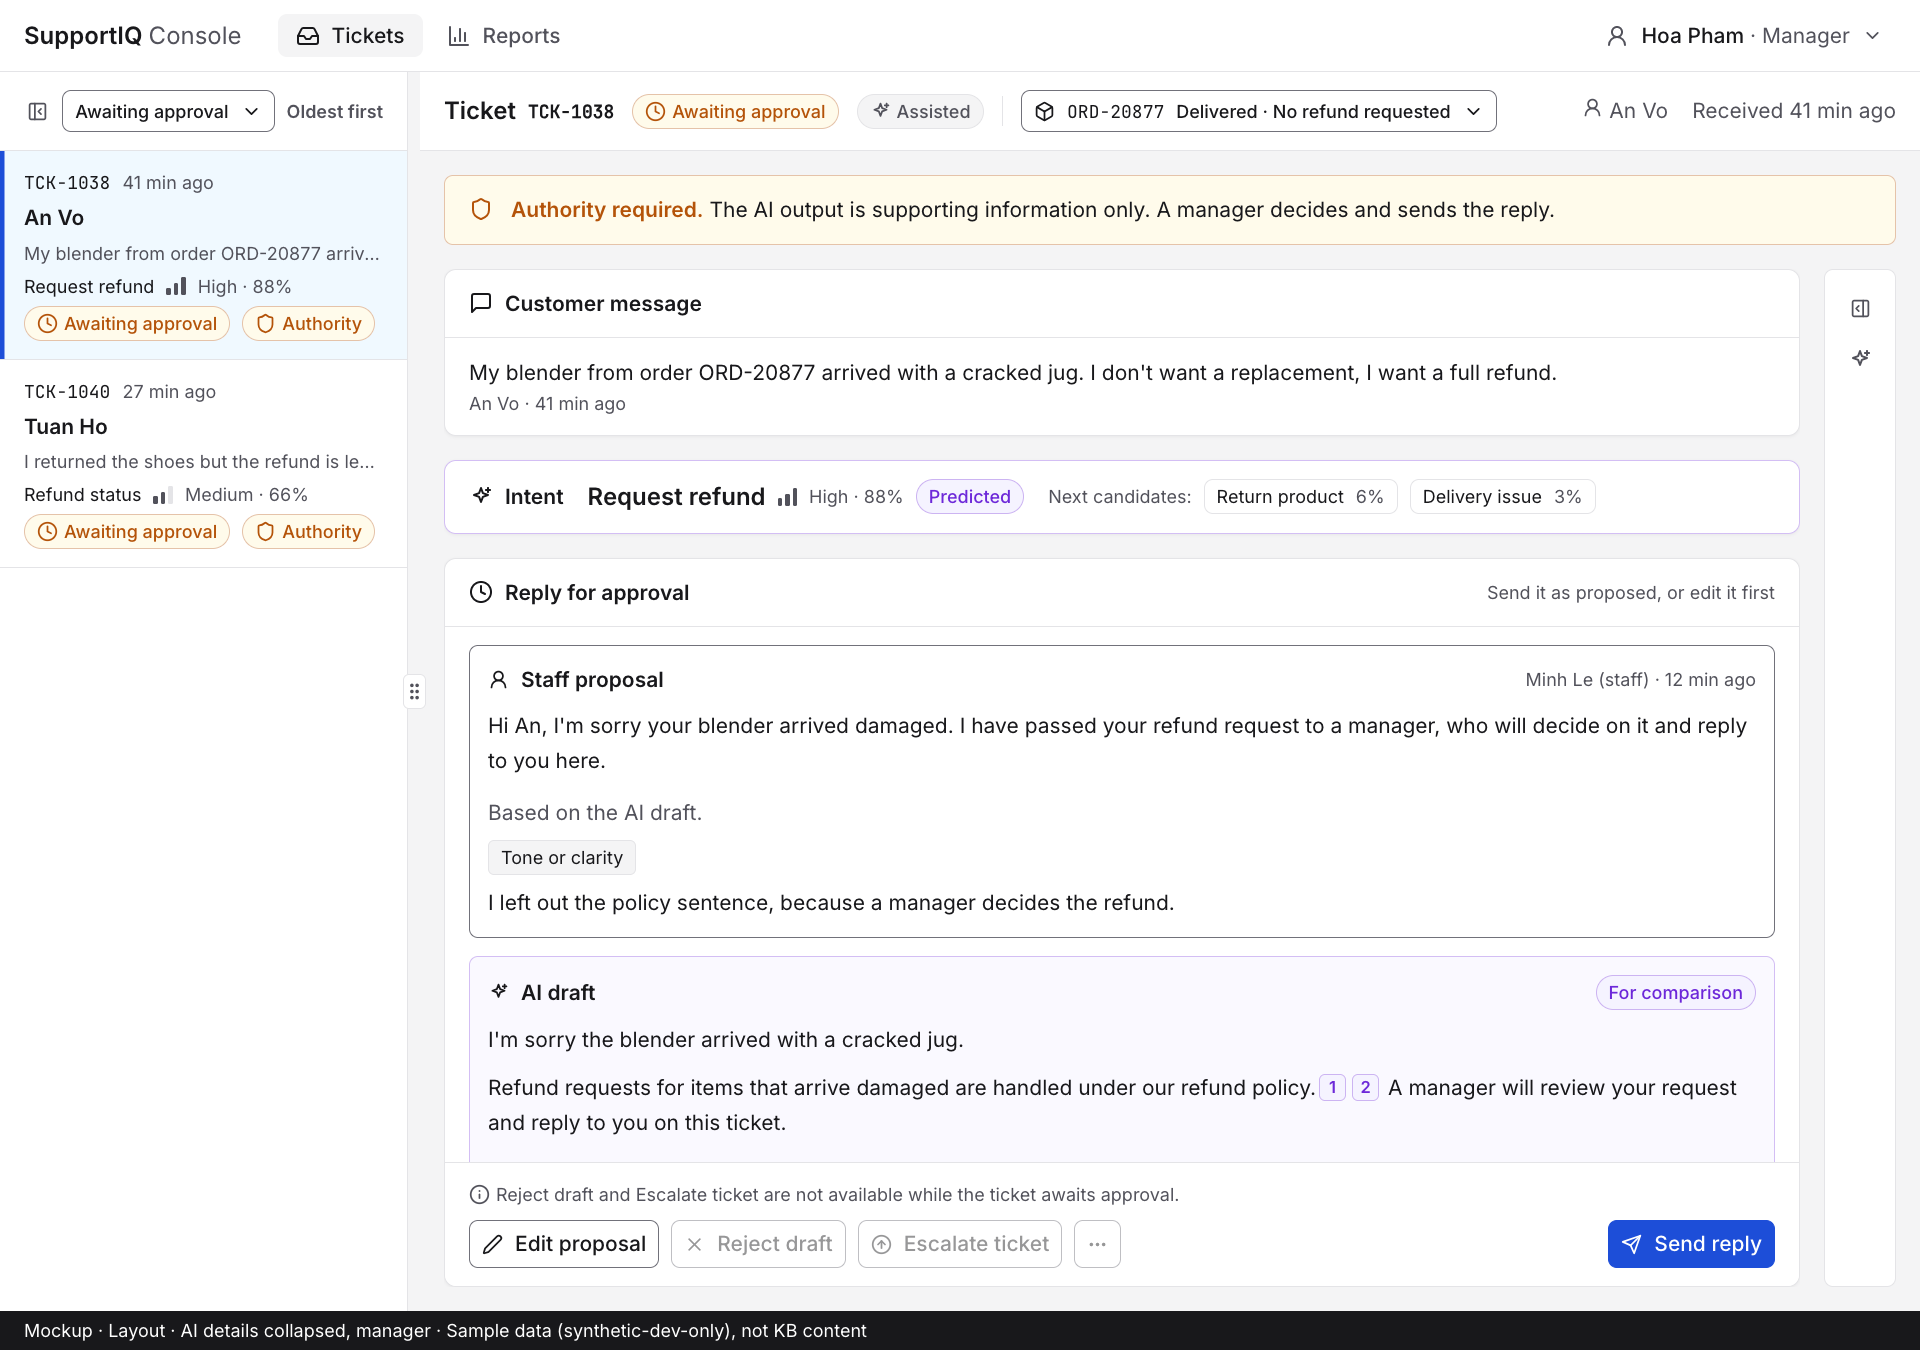 SupportIQ Console
Tickets
Reports
Hoa Pham · Manager
Awaiting approval
Oldest first
TCK-1038 41 min ago
An Vo
My blender from order ORD-20877 arriv...
Request refund High · 88%
Awaiting approval Authority
TCK-1040 27 min ago
Tuan Ho
I returned the shoes but the refund is le...
Refund status Medium · 66%
Awaiting approval Authority
Ticket TCK-1038 Awaiting approval Assisted ORD-20877 Delivered · No refund requested An Vo Received 41 min ago
Authority required. The AI output is supporting information only. A manager decides and sends the reply.
Customer message
My blender from order ORD-20877 arrived with a cracked jug. I don't want a replacement, I want a full refund.
An Vo · 41 min ago
Intent Request refund High · 88% Predicted Next candidates: Return product 6% Delivery issue 3%
Reply for approval Send it as proposed, or edit it first
Staff proposal Minh Le (staff) · 12 min ago
Hi An, I'm sorry your blender arrived damaged. I have passed your refund request to a manager, who will decide on it and reply
to you here.
Based on the AI draft.
Tone or clarity
I left out the policy sentence, because a manager decides the refund.
AI draft For comparison
I'm sorry the blender arrived with a cracked jug.
Refund requests for items that arrive damaged are handled under our refund policy. 1 2 A manager will review your request
and reply to you on this ticket.
Reject draft and Escalate ticket are not available while the ticket awaits approval.
Edit proposal Reject draft Escalate ticket ... Send reply
Mockup · Layout · AI details collapsed, manager · Sample data (synthetic-dev-only), not KB content